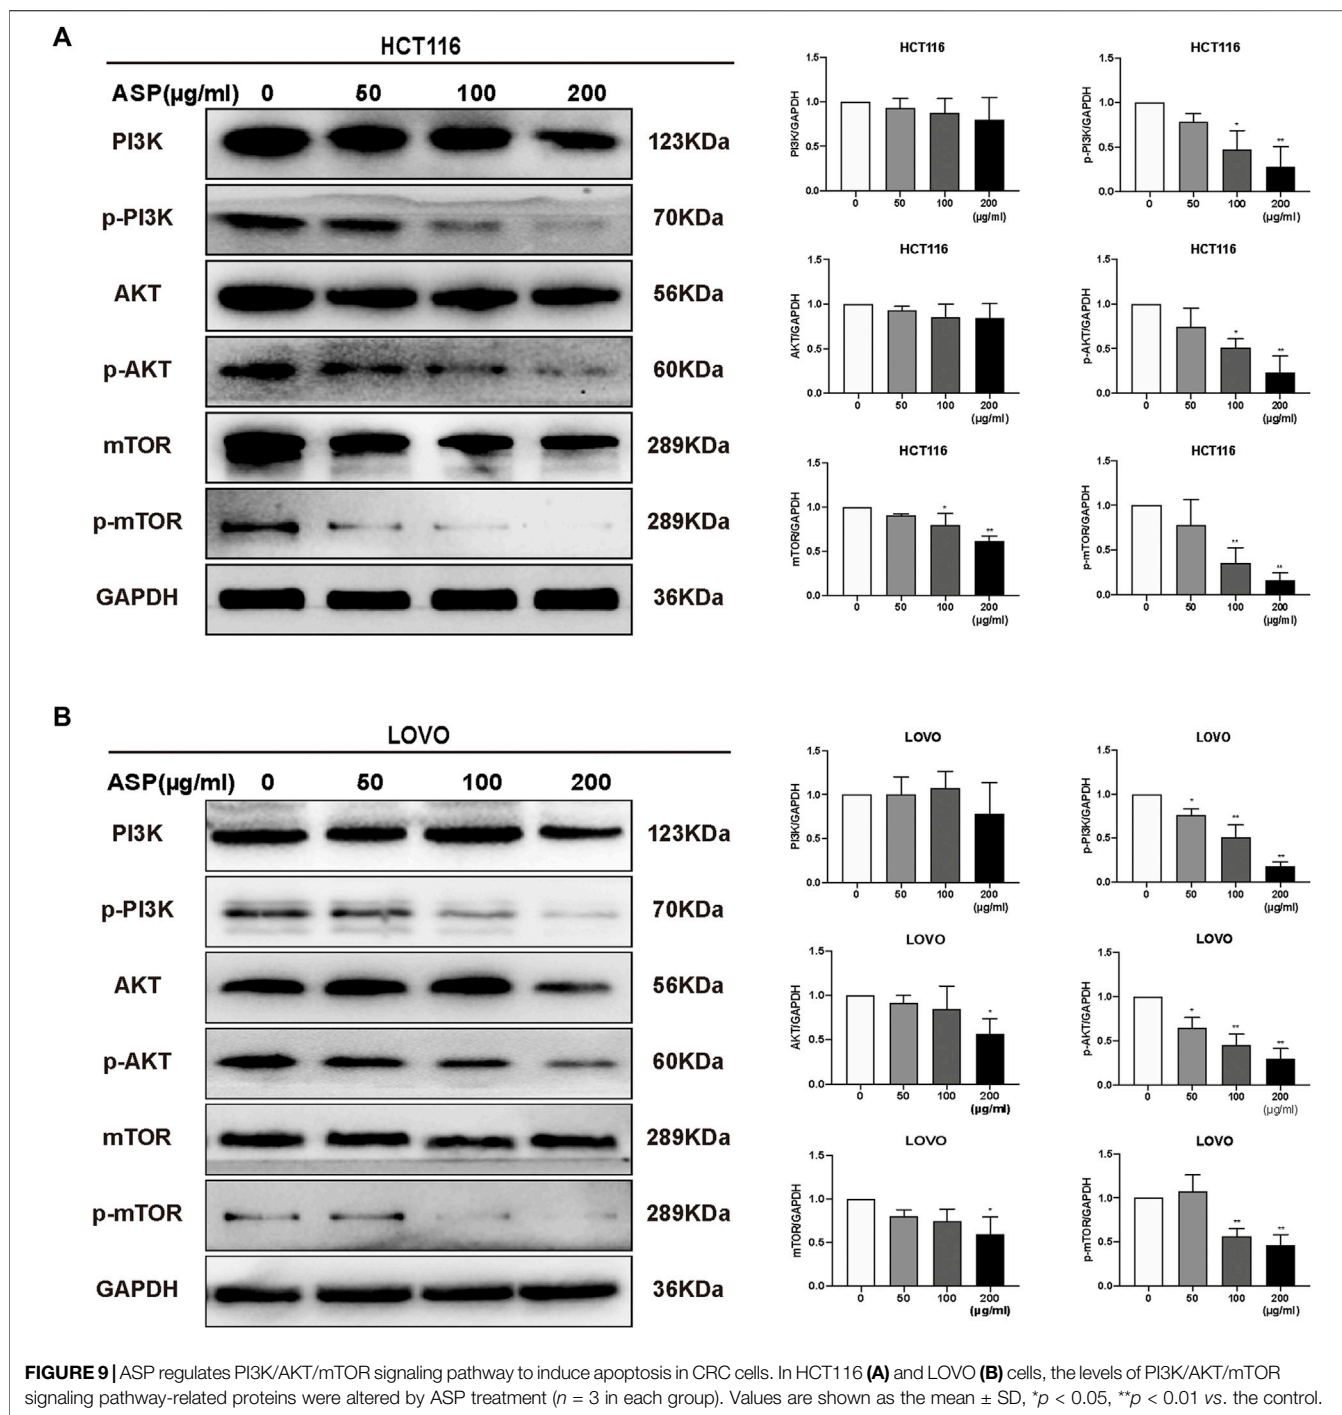 A
HCT116
ASP(µg/ml) 0 50 100 200
PI3K 123KDa
p-PI3K 70KDa
AKT 56KDa
p-AKT 60KDa
mTOR 289KDa
p-mTOR 289KDa
GAPDH 36KDa
HCT116
PI3K/GAPDH
1.5
1.0
0.5
0.0
0 50 100 200
(µg/ml)
HCT116
p-PI3K/GAPDH
1.5
1.0
0.5
0.0
* **
0 50 100 200
(µg/ml)
HCT116
AKT/GAPDH
1.5
1.0
0.5
0.0
0 50 100 200
(µg/ml)
HCT116
p-AKT/GAPDH
1.5
1.0
0.5
0.0
* **
0 50 100 200
(µg/ml)
HCT116
mTOR/GAPDH
1.5
1.0
0.5
0.0
* **
0 50 100 200
(µg/ml)
HCT116
p-mTOR/GAPDH
1.5
1.0
0.5
0.0
** **
0 50 100 200
(µg/ml)
B
LOVO
ASP(µg/ml) 0 50 100 200
PI3K 123KDa
p-PI3K 70KDa
AKT 56KDa
p-AKT 60KDa
mTOR 289KDa
p-mTOR 289KDa
GAPDH 36KDa
LOVO
PI3K/GAPDH
1.5
1.0
0.5
0.0
0 50 100 200
(µg/ml)
LOVO
p-PI3K/GAPDH
1.5
1.0
0.5
0.0
* ** **
0 50 100 200
(µg/ml)
LOVO
AKT/GAPDH
1.5
1.0
0.5
0.0
*
0 50 100 200
(µg/ml)
LOVO
p-AKT/GAPDH
1.5
1.0
0.5
0.0
* ** **
0 50 100 200
(µg/ml)
LOVO
mTOR/GAPDH
1.5
1.0
0.5
0.0
*
0 50 100 200
(µg/ml)
LOVO
p-mTOR/GAPDH
1.5
1.0
0.5
0.0
** **
0 50 100 200
(µg/ml)
FIGURE 9 | ASP regulates PI3K/AKT/mTOR signaling pathway to induce apoptosis in CRC cells. In HCT116 (A) and LOVO (B) cells, the levels of PI3K/AKT/mTOR
signaling pathway-related proteins were altered by ASP treatment (n = 3 in each group). Values are shown as the mean ± SD, *p < 0.05, **p < 0.01 vs. the control.